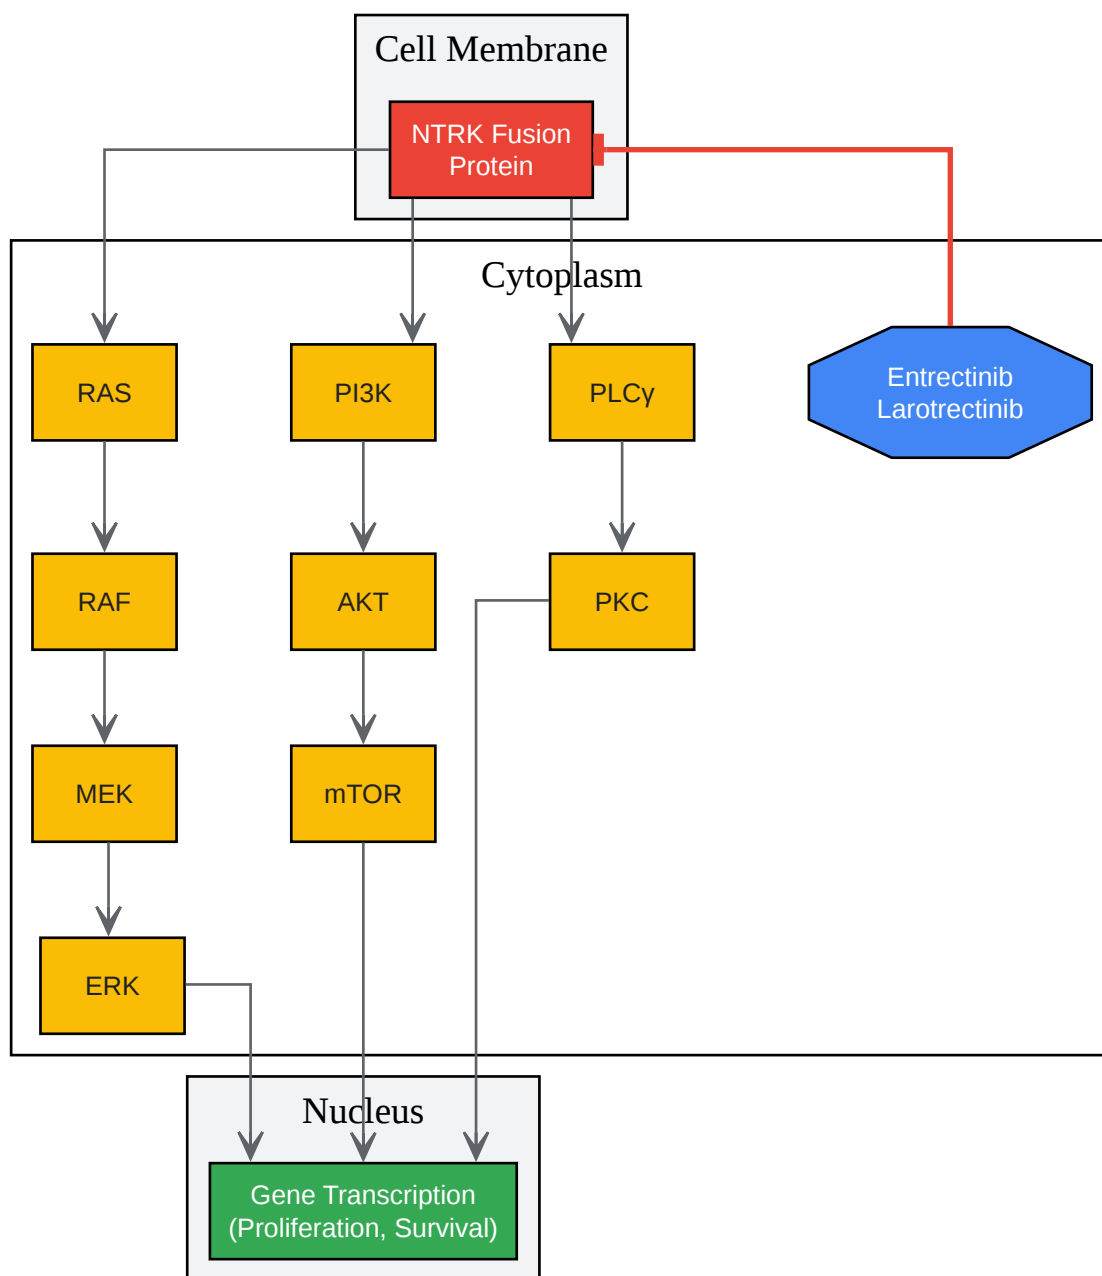 Cell Membrane
NTRK Fusion
Protein
Cytoplasm
RAS
PI3K
PLCγ
Entrectinib
Larotrectinib
RAF
AKT
PKC
MEK
mTOR
ERK
Nucleus
Gene Transcription
(Proliferation, Survival)